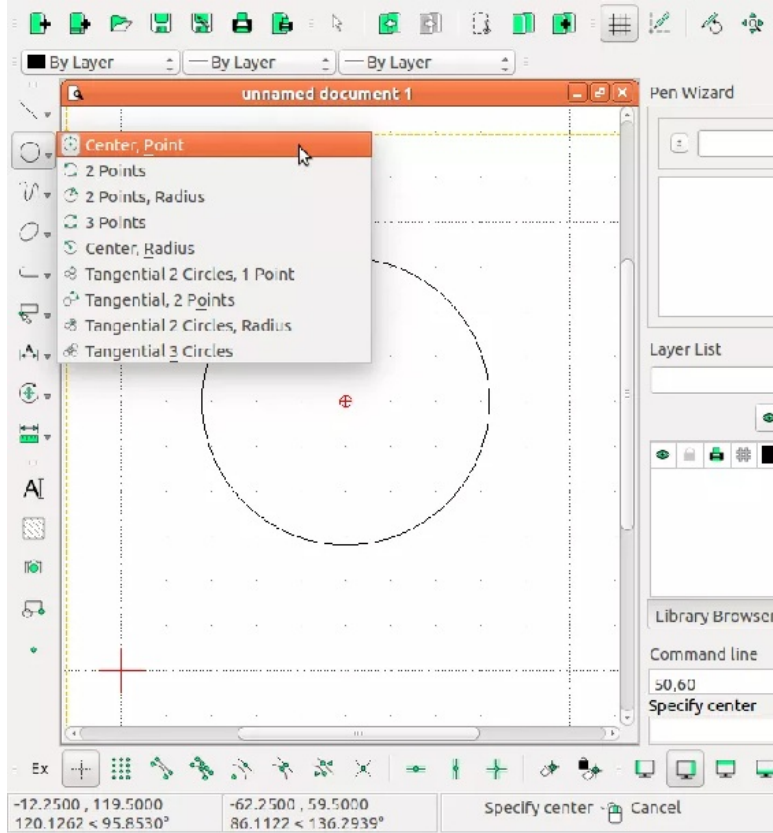 By Layer
By Layer
By Layer
unnamed document 1
Pen Wizard
Center, Point
2 Points
2 Points, Radius
3 Points
Center, Radius
Tangential 2 Circles, 1 Point
Tangential, 2 Points
Tangential 2 Circles, Radius
Tangential 3 Circles
Layer List
A
AI
Library Browser
Command line
50,60
Specify center
Ex
-12.2500 , 119.5000
120.1262 < 95.8530°
-62.2500 , 59.5000
86.1122 < 136.2939°
Specify center
Cancel